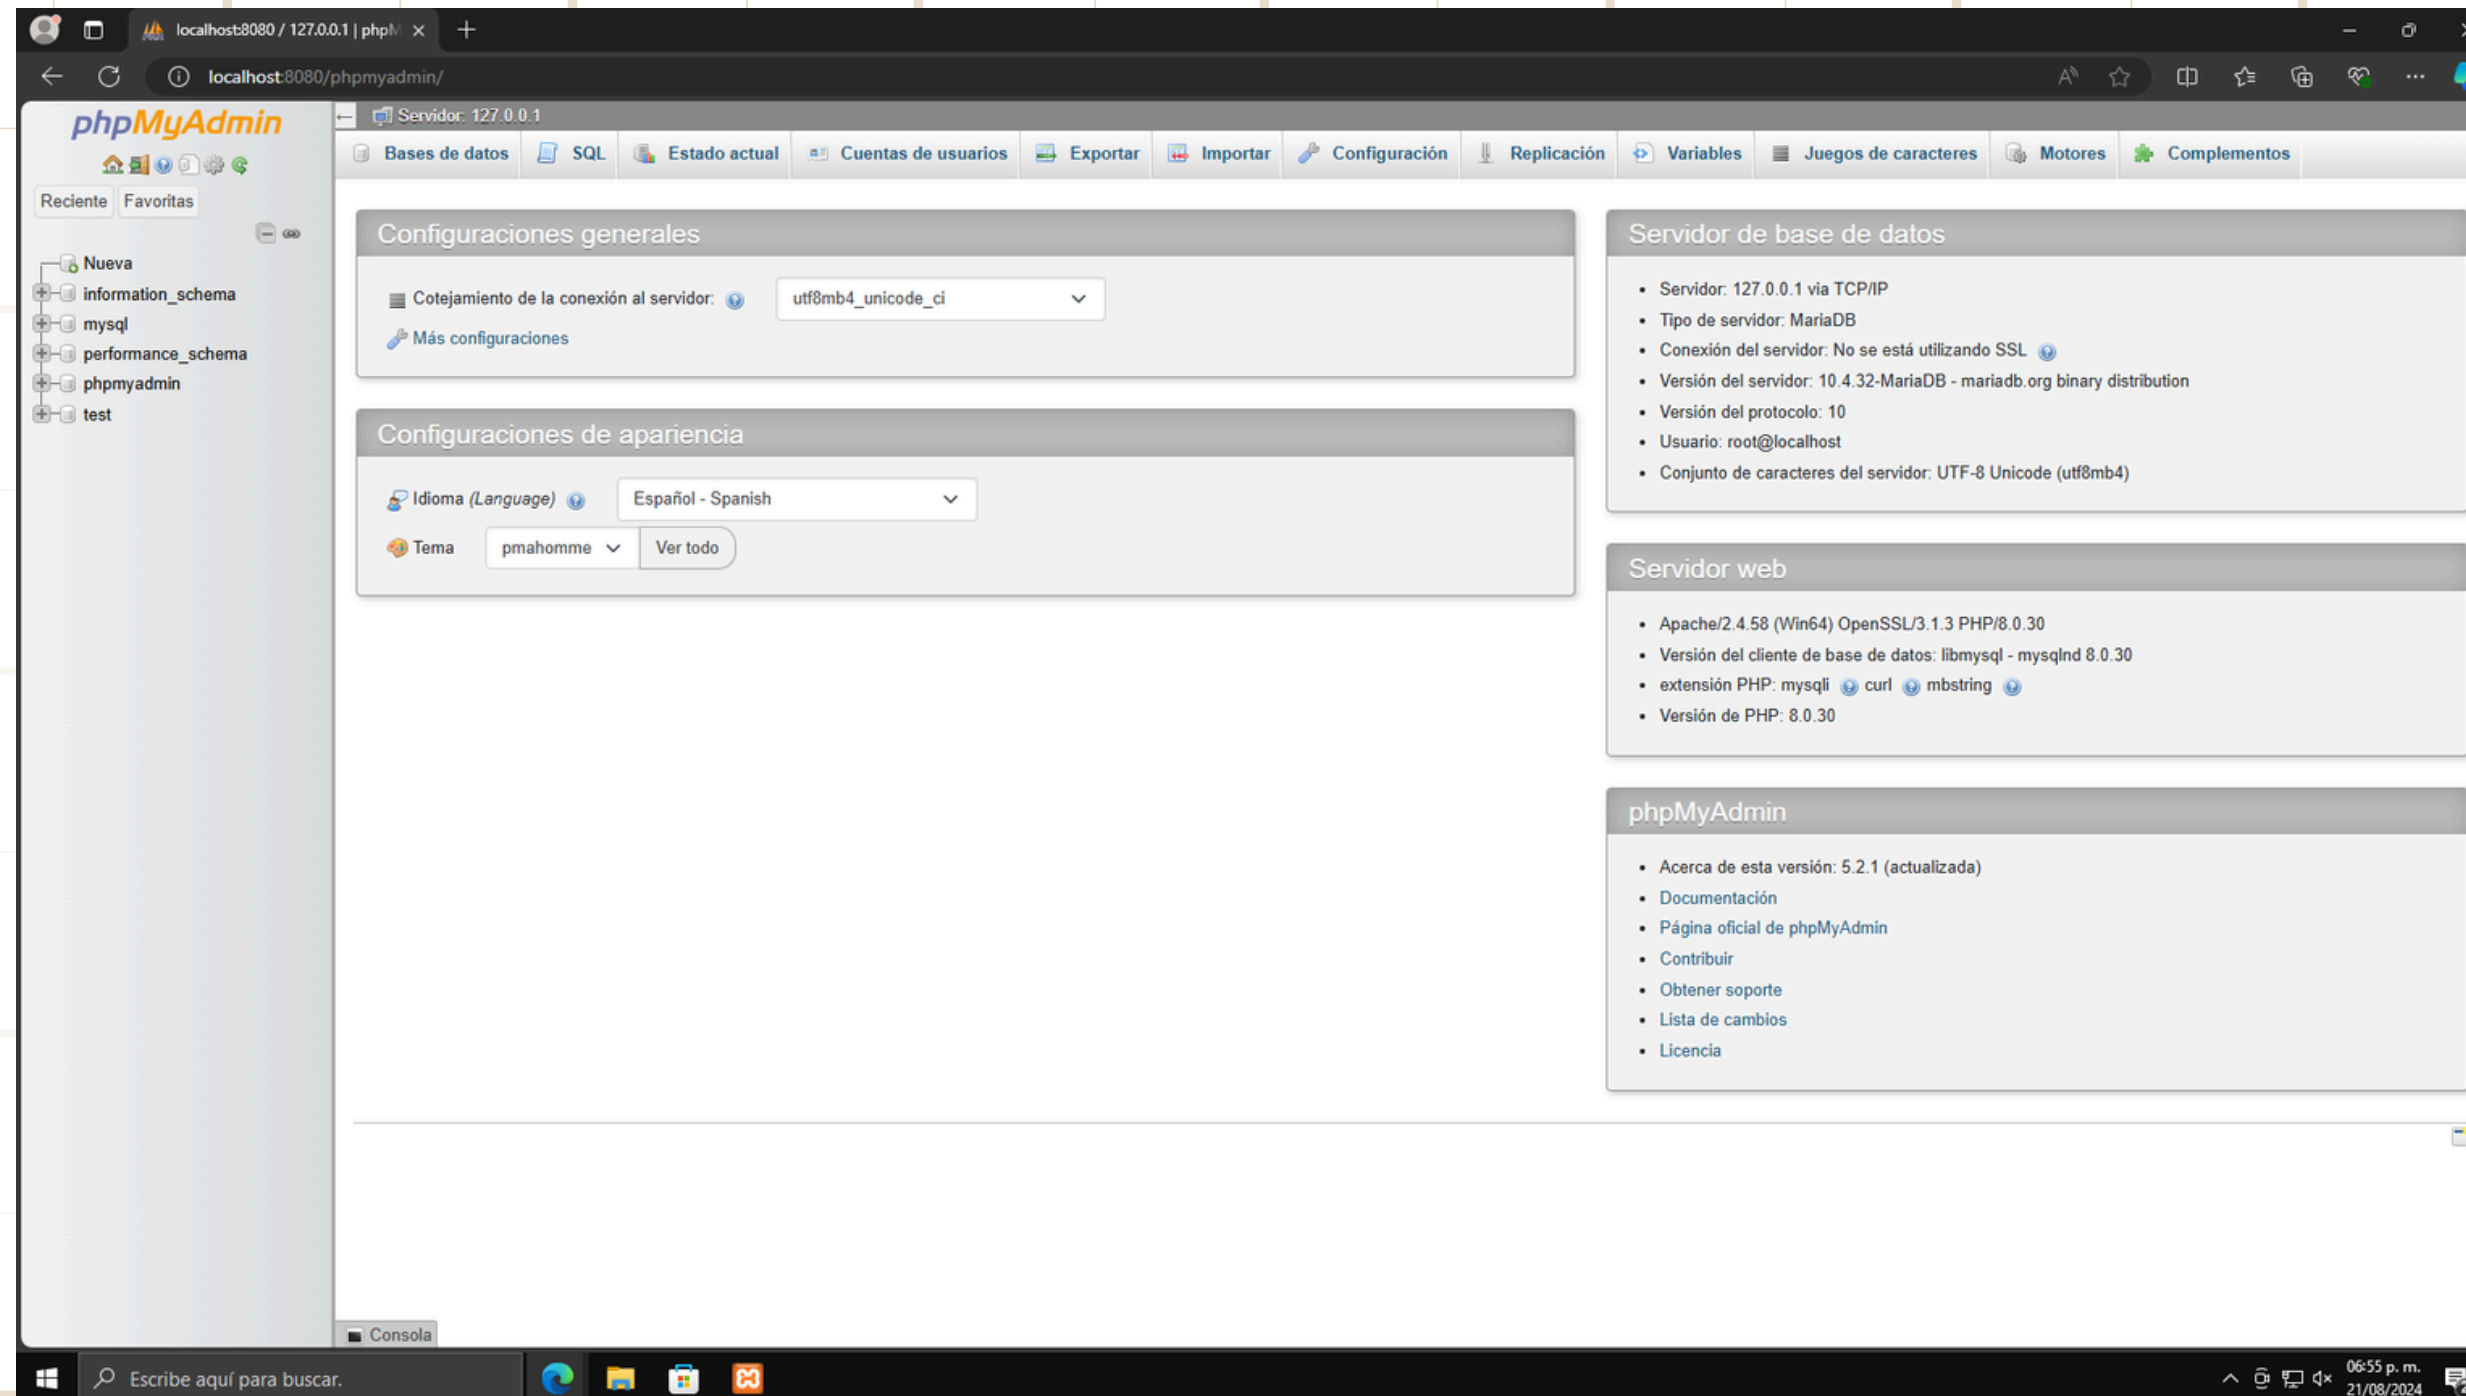 localhost:8080 / 127.0.0.1 | phpM
localhost:8080/phpmyadmin/
phpMyAdmin
Reciente Favoritas
Nueva
information_schema
mysql
performance_schema
phpmyadmin
test
Servidor: 127.0.0.1
Bases de datos SQL Estado actual Cuentas de usuarios Exportar Importar Configuración Replicación Variables Juegos de caracteres Motores Complementos
Configuraciones generales
Cotejamiento de la conexión al servidor: utf8mb4_unicode_ci
Más configuraciones
Configuraciones de apariencia
Idioma (Language) Español - Spanish
Tema pmahomme Ver todo
Servidor de base de datos
Servidor: 127.0.0.1 via TCP/IP
Tipo de servidor: MariaDB
Conexión del servidor: No se está utilizando SSL
Versión del servidor: 10.4.32-MariaDB - mariadb.org binary distribution
Versión del protocolo: 10
Usuario: root@localhost
Conjunto de caracteres del servidor: UTF-8 Unicode (utf8mb4)
Servidor web
Apache/2.4.58 (Win64) OpenSSL/3.1.3 PHP/8.0.30
Versión del cliente de base de datos: libmysql - mysqlnd 8.0.30
extensión PHP: mysqli curl mbstring
Versión de PHP: 8.0.30
phpMyAdmin
Acerca de esta versión: 5.2.1 (actualizada)
Documentación
Página oficial de phpMyAdmin
Contribuir
Obtener soporte
Lista de cambios
Licencia
Consola
Escribe aquí para buscar.
06:55 p. m.
21/08/2024